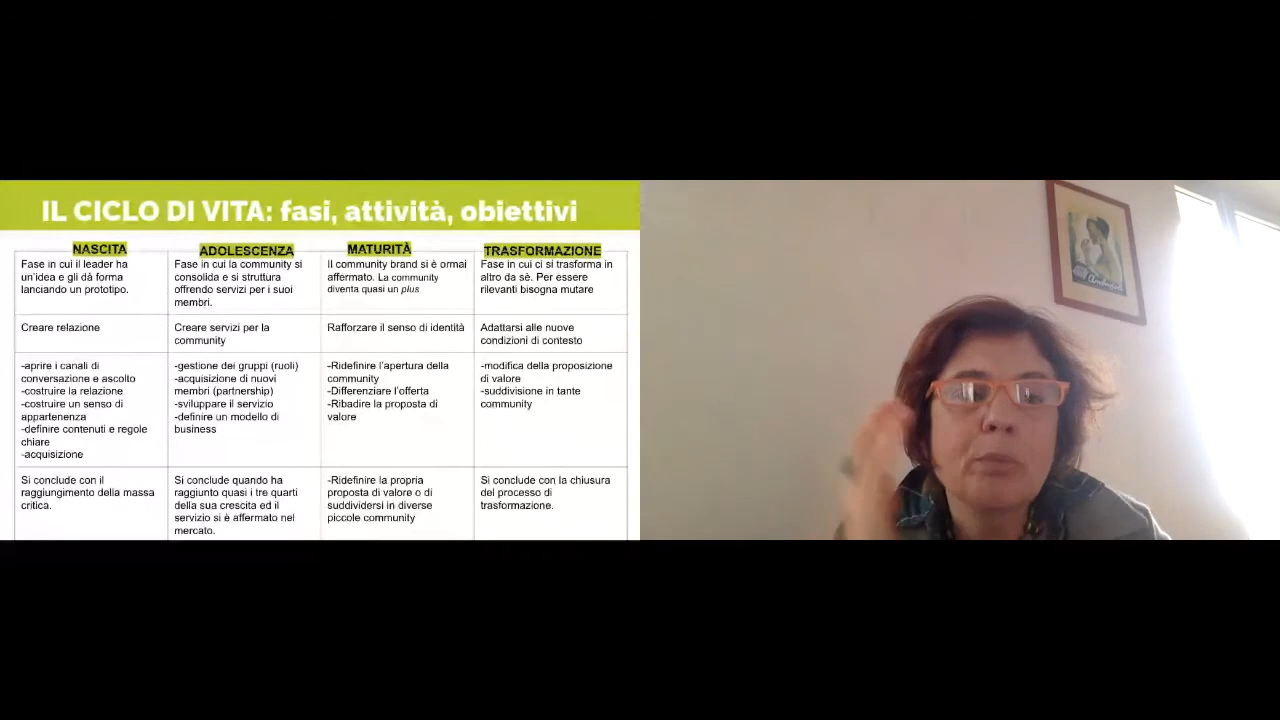 IL CICLO DI VITA: fasi, attività, obiettivi
NASCITA
ADOLESCENZA
MATURITÀ
TRASFORMAZIONE
Fase in cui il leader ha
un'idea e gli dà forma
lanciando un prototipo.
Fase in cui la community si
consolida e si struttura
offrendo servizi per i suoi
membri.
Il community brand si è ormai
affermato. La community
diventa quasi un plus
Fase in cui ci si trasforma in
altro da sè. Per essere
rilevanti bisogna mutare
Creare relazione
Creare servizi per la
community
Rafforzare il senso di identità
Adattarsi alle nuove
condizioni di contesto
-aprire i canali di
conversazione e ascolto
-costruire la relazione
-costruire un senso di
appartenenza
-definire contenuti e regole
chiare
-acquisizione
-gestione dei gruppi (ruoli)
-acquisizione di nuovi
membri (partnership)
-sviluppare il servizio
-definire un modello di
business
-Ridefinire l'apertura della
community
-Differenziare l'offerta
-Ribadire la proposta di
valore
-modifica della proposizione
di valore
-suddivisione in tante
community
Si conclude con il
raggiungimento della massa
critica.
Si conclude quando ha
raggiunto quasi i tre quarti
della sua crescita ed il
servizio si è affermato nel
mercato.
-Ridefinire la propria
proposta di valore o di
suddividersi in diverse
piccole community
Si conclude con la chiusura
del processo di
trasformazione.